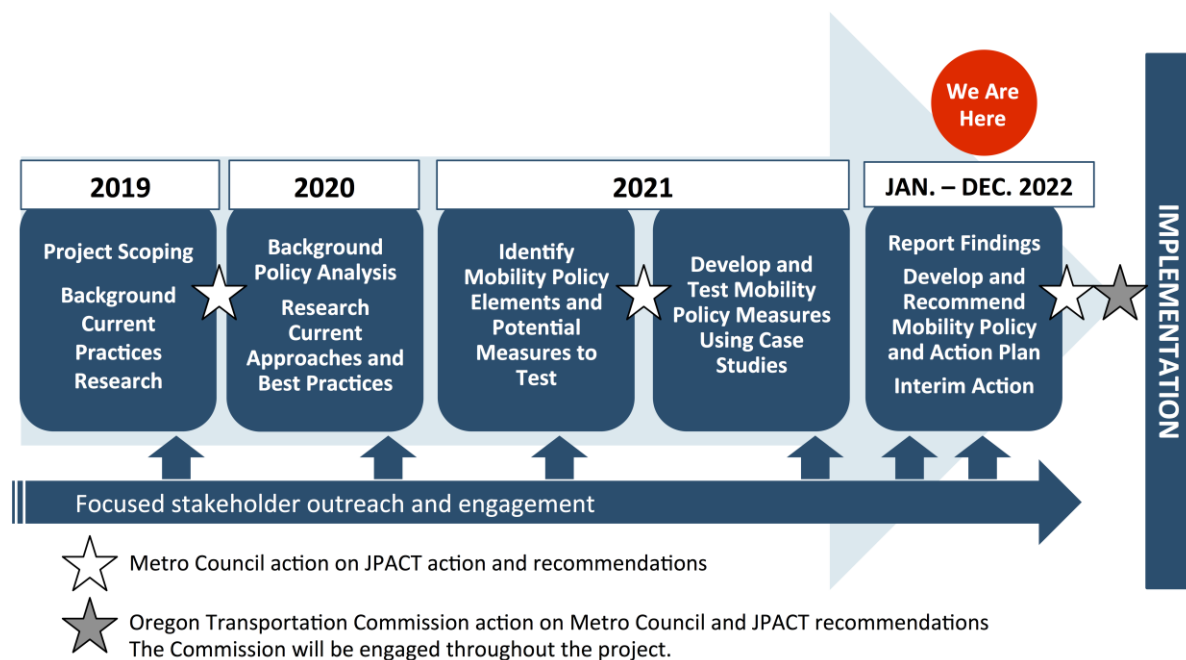 We Are
Here
2019
2020
2021
JAN. – DEC. 2022
Project Scoping
Background
Current
Practices
Research
Background
Policy Analysis
Research
Current
Approaches and
Best Practices
Identify
Mobility Policy
Elements and
Potential
Measures to
Test
Develop and
Test Mobility
Policy Measures
Using Case
Studies
Report Findings
Develop and
Recommend
Mobility Policy
and Action Plan
Interim Action
IMPLEMENTATION
Focused stakeholder outreach and engagement
Metro Council action on JPACT action and recommendations
Oregon Transportation Commission action on Metro Council and JPACT recommendations
The Commission will be engaged throughout the project.